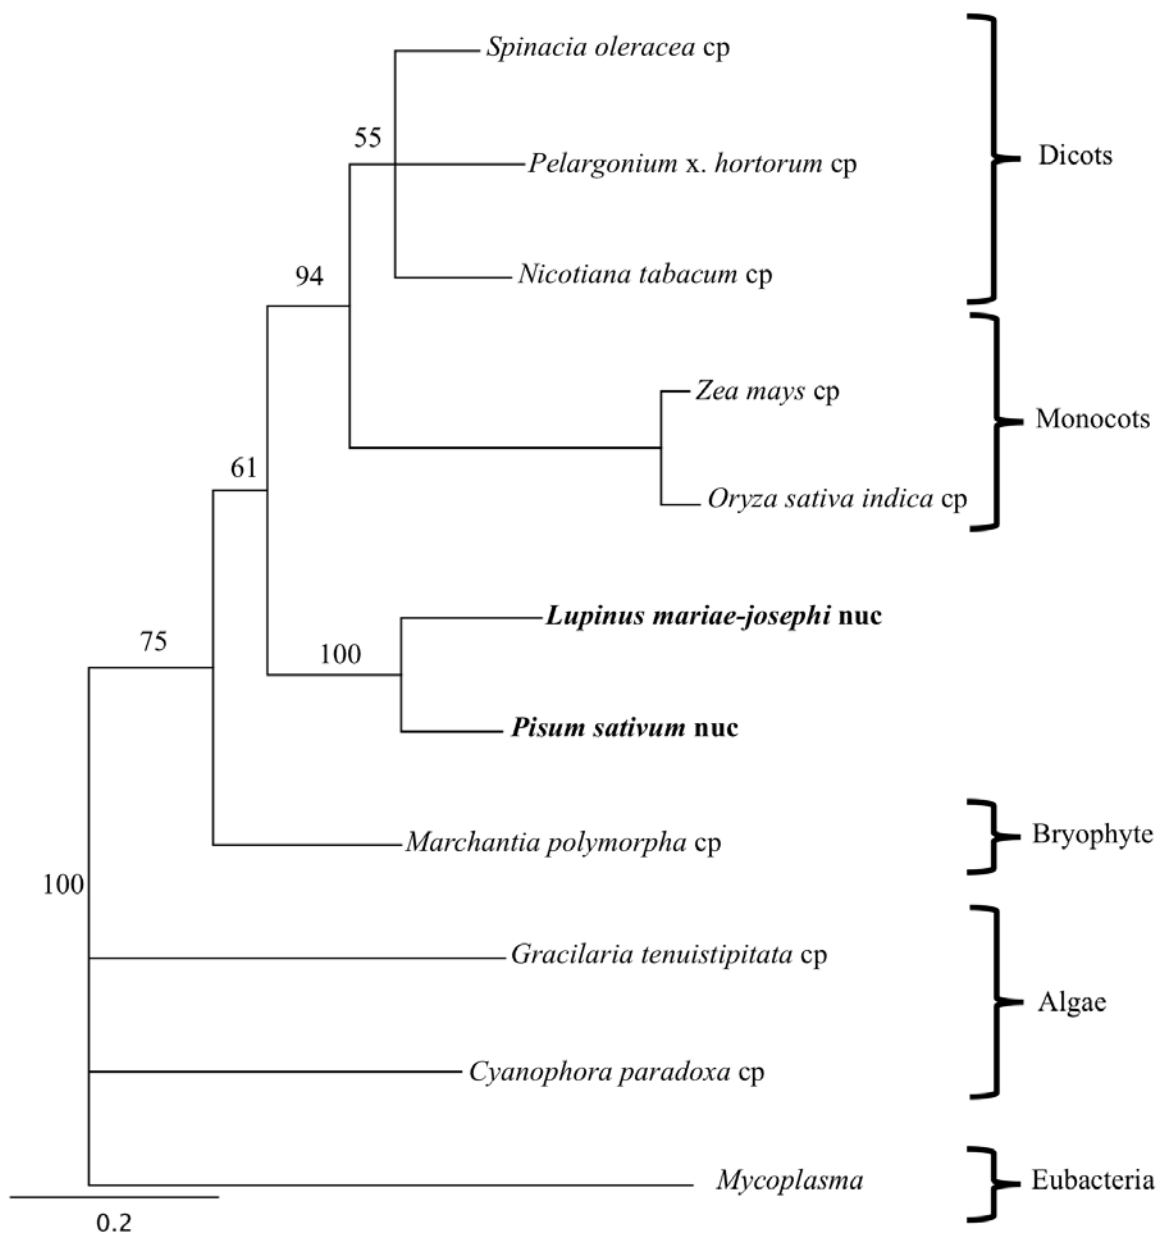 Spinacia oleracea cp
55
Dicots
Pelargonium x. hortorum cp
Nicotiana tabacum cp
94
Zea mays cp
Monocots
61
Oryza sativa indica cp
Lupinus mariae-josephi nuc
75
100
Pisum sativum nuc
Marchantia polymorpha cp
Bryophyte
100
Gracilaria tenuistipitata cp
Algae
Cyanophora paradoxa cp
Mycoplasma
Eubacteria
0.2